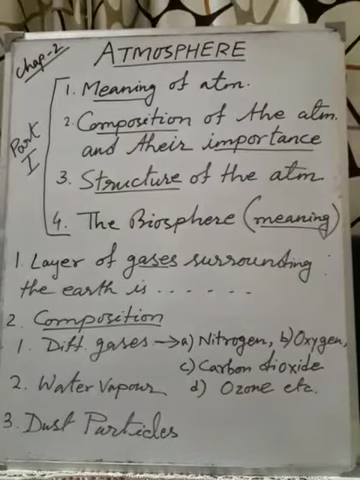 Chap-2
ATMOSPHERE
Part I
1. Meaning of atm.
2. Composition of the atm.
and their importance
3. Structure of the atm
4. The Biosphere (meaning)
1. Layer of gases surrounding
the earth is . . . . . .
2. Composition
1. Diff. gases → a) Nitrogen, b) Oxygen,
c) Carbon dioxide
2. Water Vapour d) Ozone etc.
3. Dust Particles